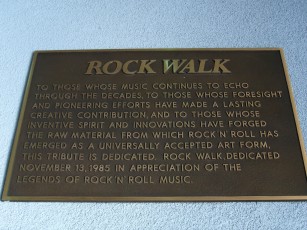 ROCK WALK
TO THOSE WHOSE MUSIC CONTINUES TO ECHO
THROUGH THE DECADES, TO THOSE WHOSE FORESIGHT
AND PIONEERING EFFORTS HAVE MADE A LASTING
CREATIVE CONTRIBUTION, AND TO THOSE WHOSE
INVENTIVE SPIRIT AND INNOVATIONS HAVE FORGED
THE RAW MATERIAL FROM WHICH ROCK'N'ROLL HAS
EMERGED AS A UNIVERSALLY ACCEPTED ART FORM,
THIS TRIBUTE IS DEDICATED. ROCK WALK, DEDICATED
NOVEMBER 13, 1985 IN APPRECIATION OF THE
LEGENDS OF ROCK'N'ROLL MUSIC.